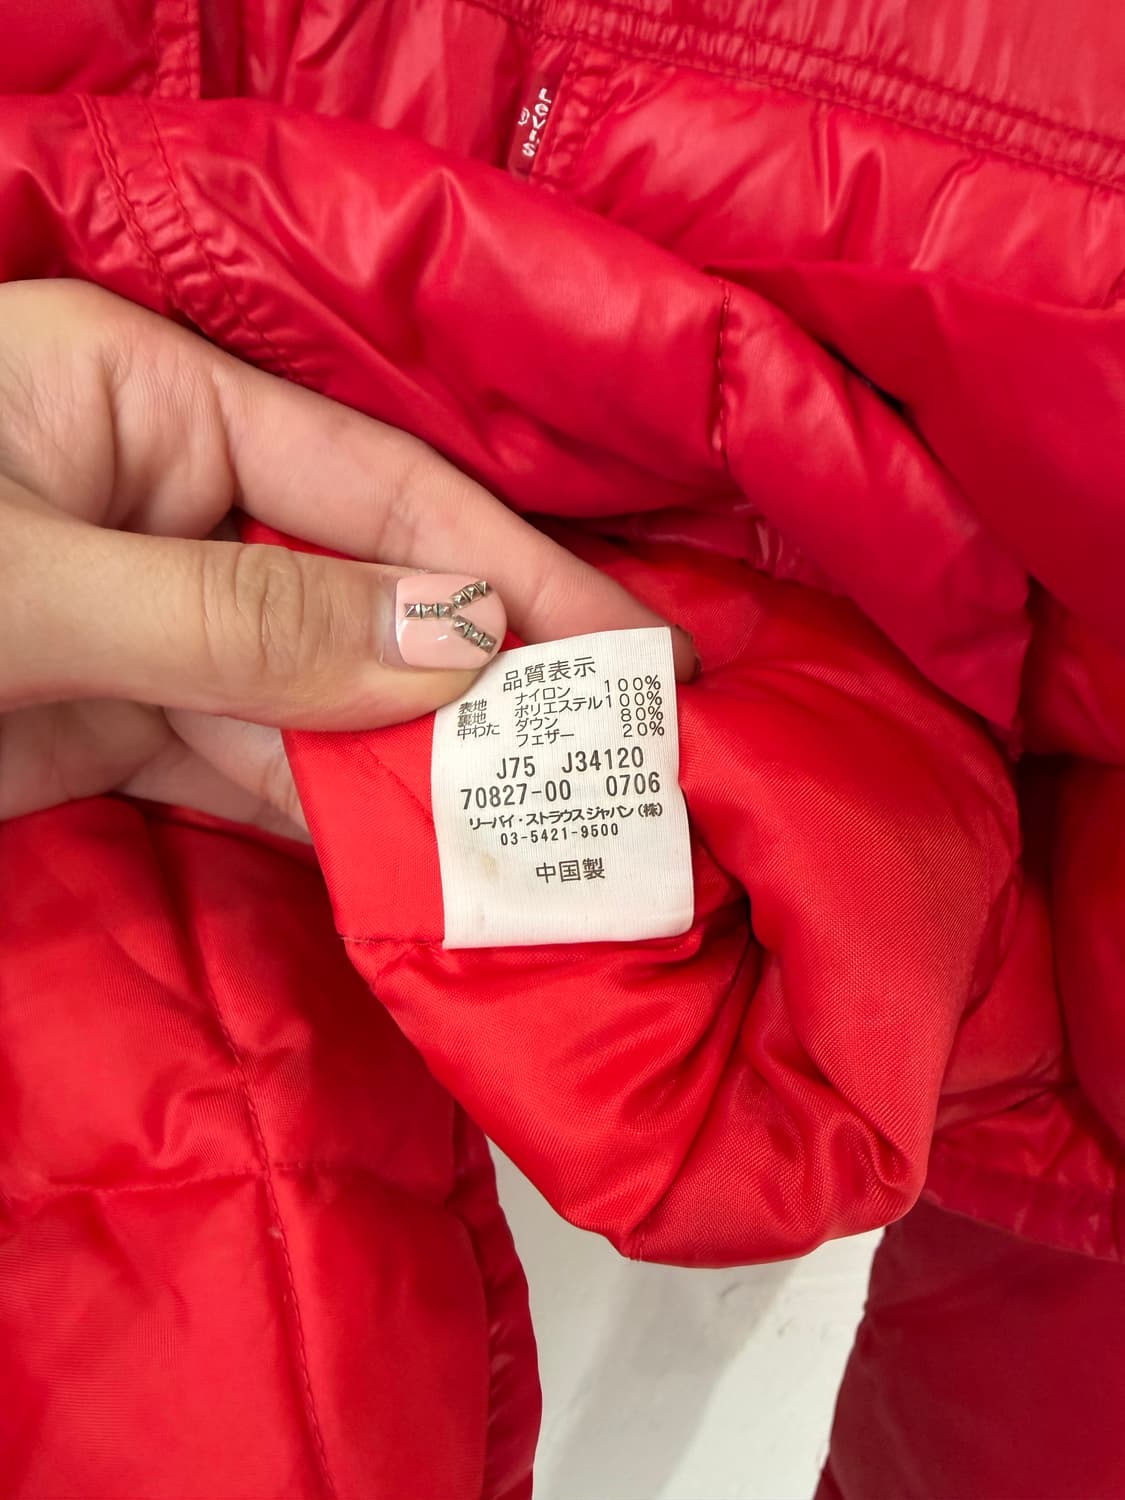 LEVI'S
®
品質表示
表地 ナイロン 100%
裏地 ポリエステル 100%
中わた ダウン 80%
フェザー 20%
J75 J34120
70827-00 0706
リーバイ・ストラウス ジャパン(株)
03-5421-9500
中国製